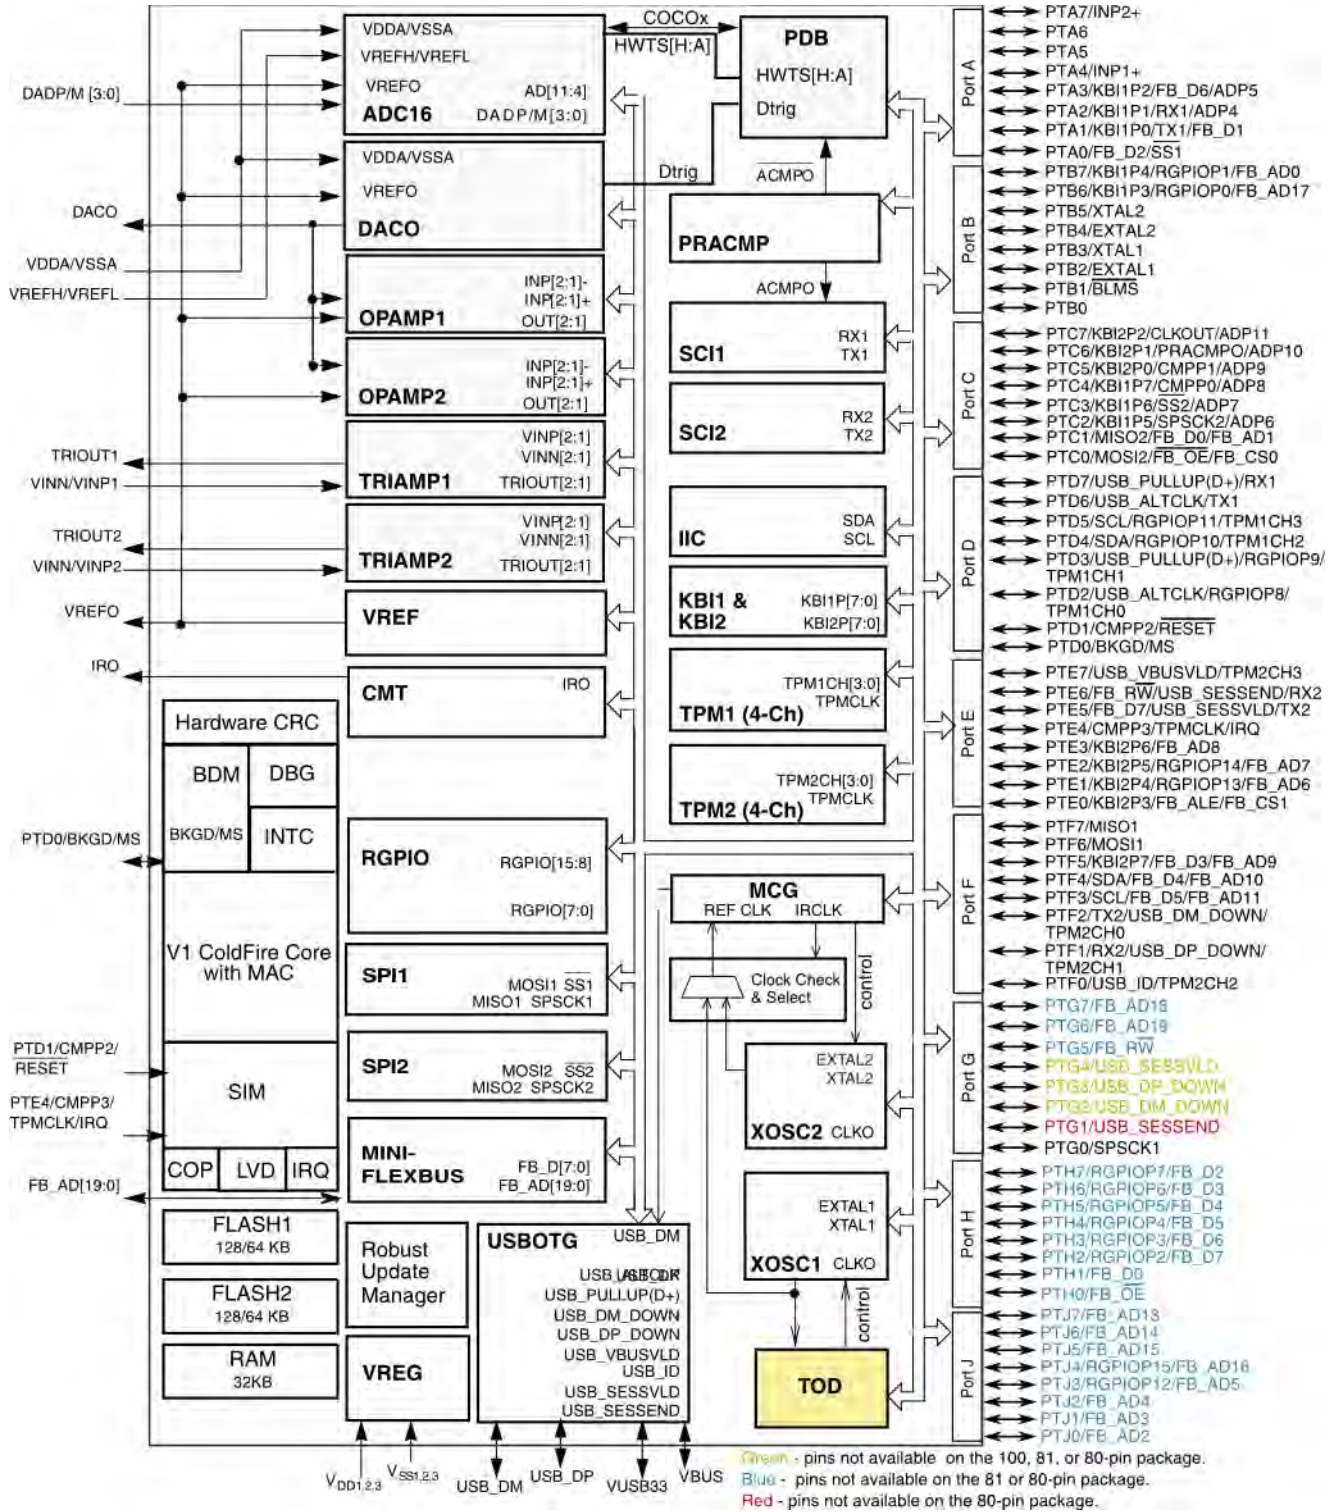 DADP/M [3:0]
DACO
VDDA/VSSA
VREFH/VREFL
TRIOUT1
VINN/VINP1
TRIOUT2
VINN/VINP2
VREFO
IRO
PTD0/BKGD/MS
PTD1/CMPP2/
RESET
PTE4/CMPP3/
TPMCLK/IRQ
FB_AD[19:0]
VDDA/VSSA
VREFH/VREFL
VREFO
AD[11:4]
ADC16
DADP/M[3:0]
VDDA/VSSA
VREFO
DACO
INP[2:1]-
INP[2:1]+
OPAMP1
OUT[2:1]
INP[2:1]-
INP[2:1]+
OPAMP2
OUT[2:1]
VINP[2:1]
VINN[2:1]
TRIAMP1
TRIOUT[2:1]
VINP[2:1]
VINN[2:1]
TRIAMP2
TRIOUT[2:1]
VREF
CMT
IRO
Hardware CRC
BDM
DBG
BKGD/MS
INTC
V1 ColdFire Core
with MAC
SIM
COP
LVD
IRQ
FLASH1
128/64 KB
FLASH2
128/64 KB
RAM
32KB
RGPIO
RGPIO[15:8]
RGPIO[7:0]
SPI1
MOSI1 SS1
MISO1 SPSCK1
SPI2
MOSI2 SS2
MISO2 SPSCK2
MINI-
FLEXBUS
FB_D[7:0]
FB_AD[19:0]
Robust
Update
Manager
VREG
USBOTG
USB_DM
USB_PULLUP(D+)
USB_DM_DOWN
USB_DP_DOWN
USB_VBUSVLD
USB_ID
USB_SESSVLD
USB_SESSEND
VDD1,2,3
VSS1,2,3
USB_DM
USB_DP
VUSB33
VBUS
COCOx
HWTS[H:A]
Dtrig
PDB
HWTS[H:A]
Dtrig
ACMPO
PRACMP
ACMPO
SCI1
RX1
TX1
SCI2
RX2
TX2
IIC
SDA
SCL
KBI1 &
KBI2
KBI1P[7:0]
KBI2P[7:0]
TPM1CH[3:0]
TPMCLK
TPM1 (4-Ch)
TPM2CH[3:0]
TPMCLK
TPM2 (4-Ch)
MCG
REF CLK
IRCLK
Clock Check
& Select
control
EXTAL2
XTAL2
XOSC2
CLKO
EXTAL1
XTAL1
XOSC1
CLKO
control
TOD
Port A
PTA7/INP2+
PTA6
PTA5
PTA4/INP1+
PTA3/KBI1P2/FB_D6/ADP5
PTA2/KBI1P1/RX1/ADP4
PTA1/KBI1P0/TX1/FB_D1
PTA0/FB_D2/SS1
Port B
PTB7/KBI1P4/RGPIOP1/FB_AD0
PTB6/KBI1P3/RGPIOP0/FB_AD17
PTB5/XTAL2
PTB4/EXTAL2
PTB3/XTAL1
PTB2/EXTAL1
PTB1/BLMS
PTB0
Port C
PTC7/KBI2P2/CLKOUT/ADP11
PTC6/KBI2P1/PRACMPO/ADP10
PTC5/KBI2P0/CMPP1/ADP9
PTC4/KBI1P7/CMPP0/ADP8
PTC3/KBI1P6/SS2/ADP7
PTC2/KBI1P5/SPSCK2/ADP6
PTC1/MISO2/FB_D0/FB_AD1
PTC0/MOSI2/FB_OE/FB_CS0
Port D
PTD7/USB_PULLUP(D+)/RX1
PTD6/USB_ALTCLK/TX1
PTD5/SCL/RGPIOP11/TPM1CH3
PTD4/SDA/RGPIOP10/TPM1CH2
PTD3/USB_PULLUP(D+)/RGPIOP9/
TPM1CH1
PTD2/USB_ALTCLK/RGPIOP8/
TPM1CH0
PTD1/CMPP2/RESET
PTD0/BKGD/MS
Port E
PTE7/USB_VBUSVLD/TPM2CH3
PTE6/FB_RW/USB_SESSEND/RX2
PTE5/FB_D7/USB_SESSVLD/TX2
PTE4/CMPP3/TPMCLK/IRQ
PTE3/KBI2P6/FB_AD8
PTE2/KBI2P5/RGPIOP14/FB_AD7
PTE1/KBI2P4/RGPIOP13/FB_AD6
PTE0/KBI2P3/FB_ALE/FB_CS1
Port F
PTF7/MISO1
PTF6/MOSI1
PTF5/KBI2P7/FB_D3/FB_AD9
PTF4/SDA/FB_D4/FB_AD10
PTF3/SCL/FB_D5/FB_AD11
PTF2/TX2/USB_DM_DOWN/
TPM2CH0
PTF1/RX2/USB_DP_DOWN/
TPM2CH1
PTF0/USB_ID/TPM2CH2
Port G
PTG7/FB_AD18
PTG6/FB_AD19
PTG5/FB_RW
PTG4/USB_SESSVLD
PTG3/USB_DP_DOWN
PTG2/USB_DM_DOWN
PTG1/USB_SESSEND
PTG0/SPSCK1
Port H
PTH7/RGPIOP7/FB_D2
PTH6/RGPIOP6/FB_D3
PTH5/RGPIOP5/FB_D4
PTH4/RGPIOP4/FB_D5
PTH3/RGPIOP3/FB_D6
PTH2/RGPIOP2/FB_D7
PTH1/FB_D0
PTH0/FB_OE
Port J
PTJ7/FB_AD13
PTJ6/FB_AD14
PTJ5/FB_AD15
PTJ4/RGPIOP15/FB_AD16
PTJ3/RGPIOP12/FB_AD5
PTJ2/FB_AD4
PTJ1/FB_AD3
PTJ0/FB_AD2
Green - pins not available on the 100, 81, or 80-pin package.
Blue - pins not available on the 81 or 80-pin package.
Red - pins not available on the 80-pin package.